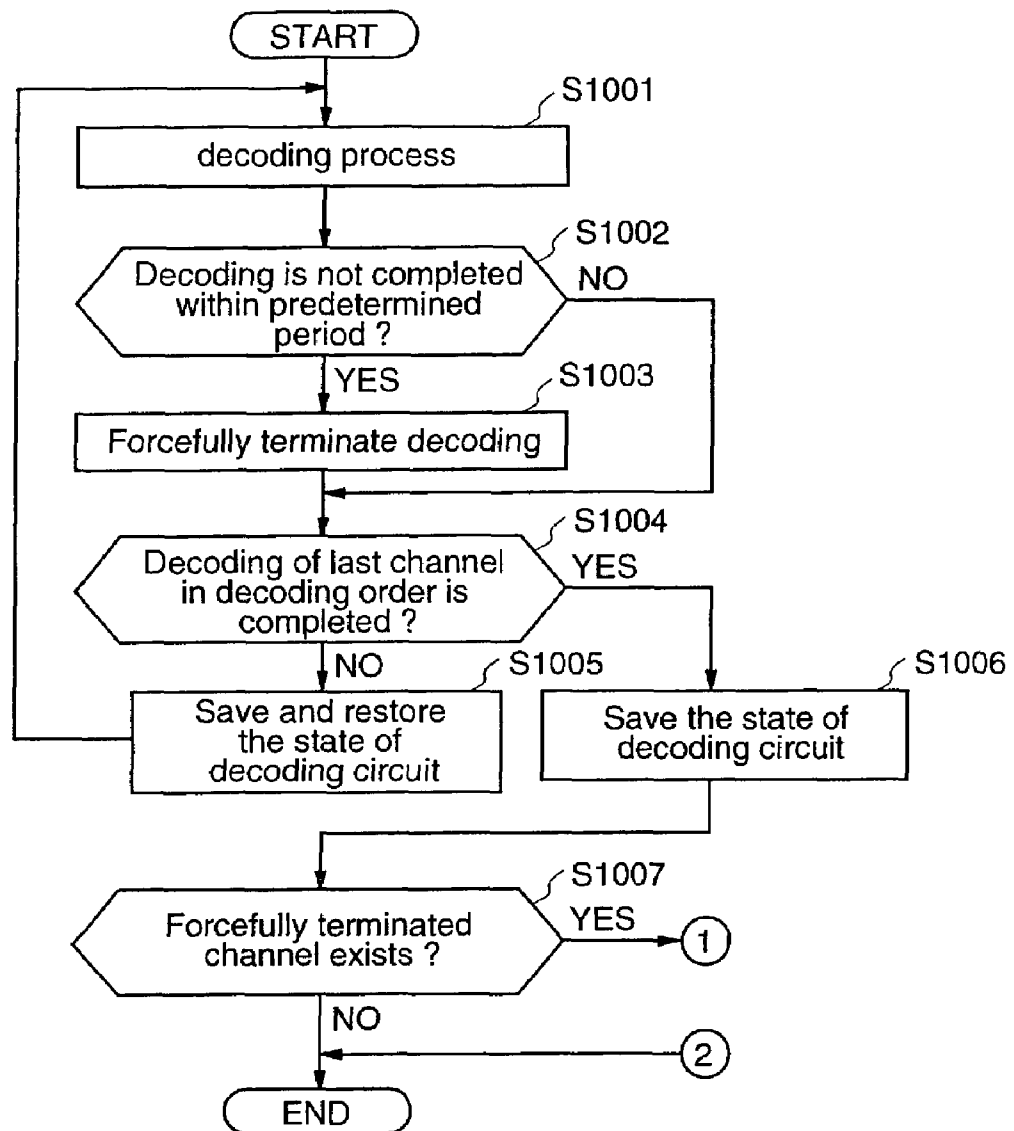 START
S1001
decoding process
S1002
Decoding is not completed
within predetermined
period ?
NO
YES
S1003
Forcefully terminate decoding
S1004
Decoding of last channel
in decoding order is
completed ?
YES
NO
S1005
Save and restore
the state of
decoding circuit
S1006
Save the state of
decoding circuit
S1007
Forcefully terminated
channel exists ?
YES
1
NO
2
END